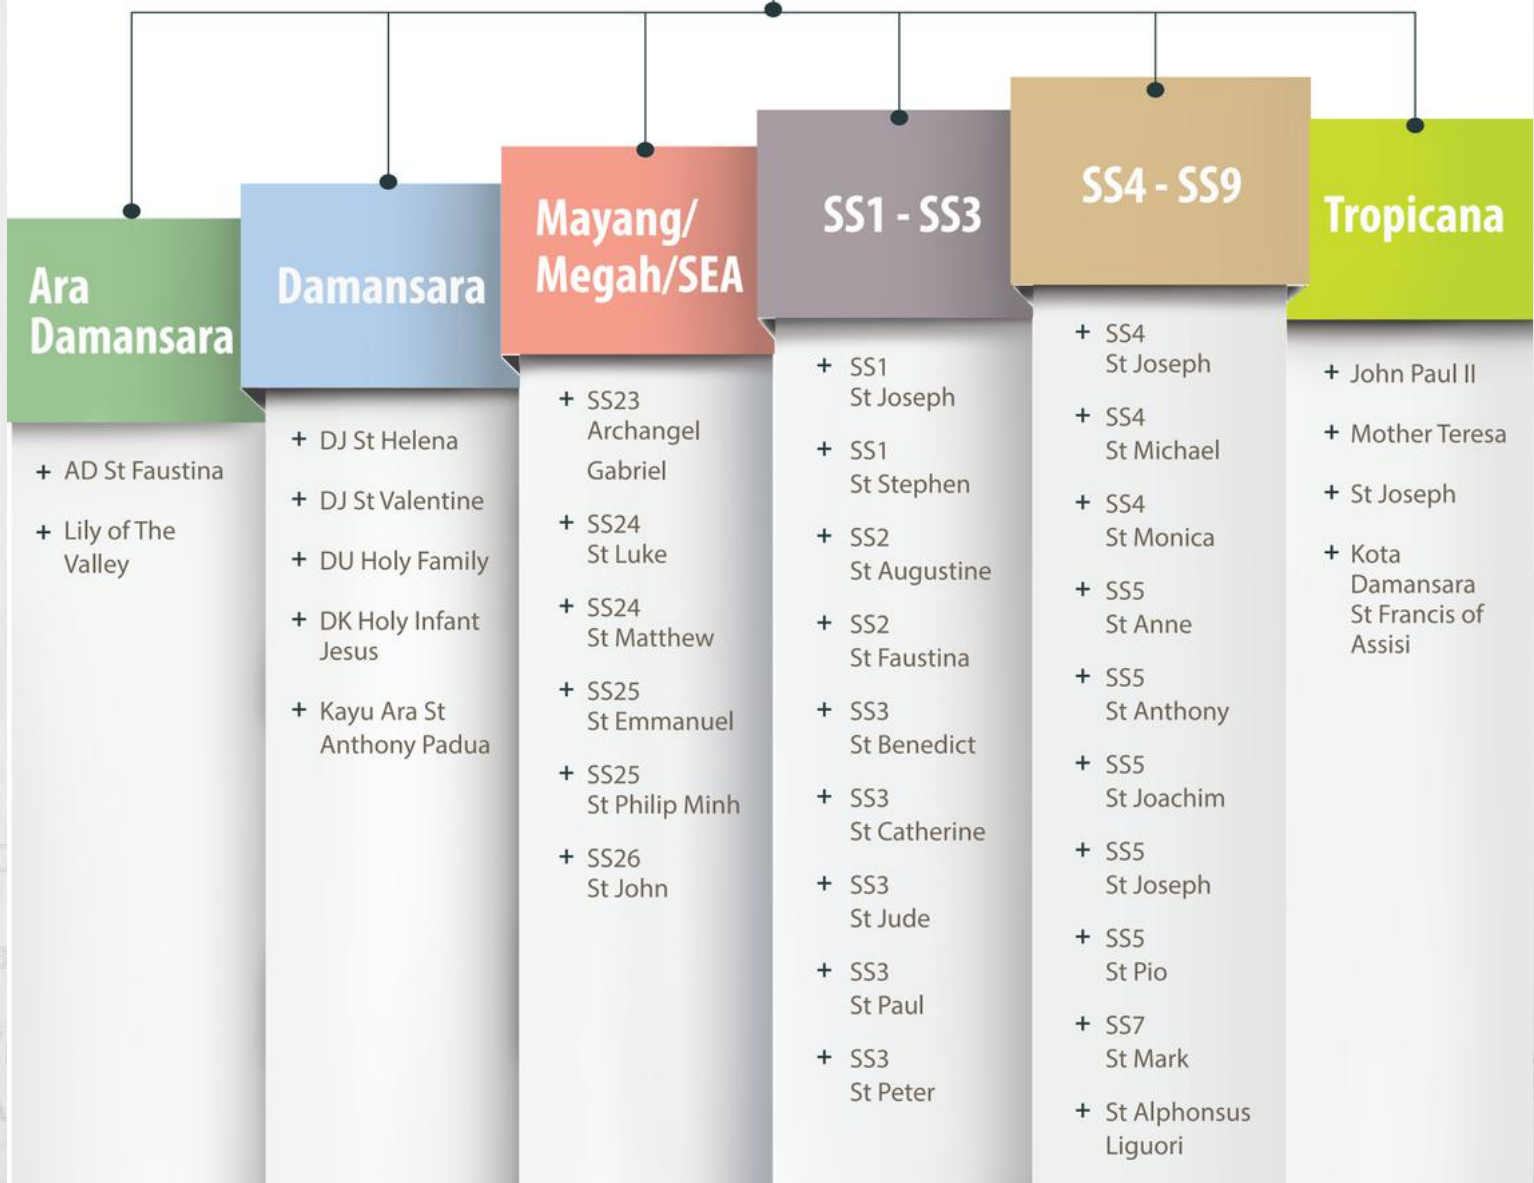 Ara
Damansara
+ AD St Faustina
+ Lily of The
Valley
Damansara
+ DJ St Helena
+ DJ St Valentine
+ DU Holy Family
+ DK Holy Infant
Jesus
+ Kayu Ara St
Anthony Padua
Mayang/
Megah/SEA
+ SS23
Archangel
Gabriel
+ SS24
St Luke
+ SS24
St Matthew
+ SS25
St Emmanuel
+ SS25
St Philip Minh
+ SS26
St John
SS1 - SS3
+ SS1
St Joseph
+ SS1
St Stephen
+ SS2
St Augustine
+ SS2
St Faustina
+ SS3
St Benedict
+ SS3
St Catherine
+ SS3
St Jude
+ SS3
St Paul
+ SS3
St Peter
SS4 - SS9
+ SS4
St Joseph
+ SS4
St Michael
+ SS4
St Monica
+ SS5
St Anne
+ SS5
St Anthony
+ SS5
St Joachim
+ SS5
St Joseph
+ SS5
St Pio
+ SS7
St Mark
+ St Alphonsus
Liguori
Tropicana
+ John Paul II
+ Mother Teresa
+ St Joseph
+ Kota
Damansara
St Francis of
Assisi